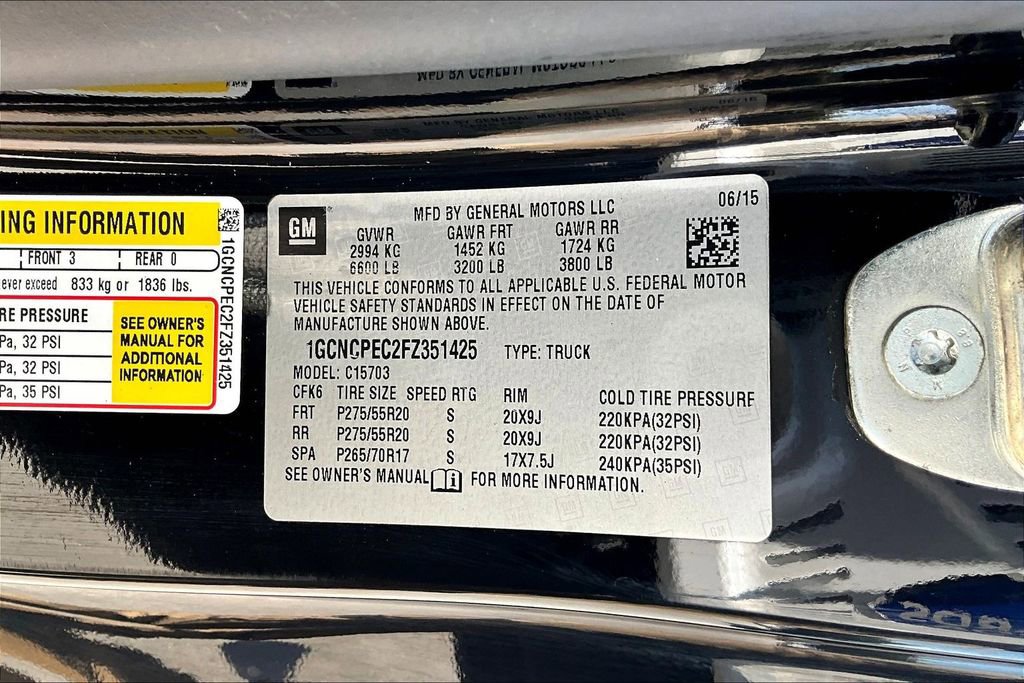 ING INFORMATION
FRONT 3 REAR 0
ever exceed 833 kg or 1836 lbs.
RE PRESSURE
Pa, 32 PSI
Pa, 32 PSI
Pa, 35 PSI
SEE OWNER'S
MANUAL FOR
ADDITIONAL
INFORMATION
1GCNCPEC2FZ351425
GM
MFD BY GENERAL MOTORS LLC
06/15
GVWR GAWR FRT GAWR RR
2994 KG 1452 KG 1724 KG
6600 LB 3200 LB 3800 LB
THIS VEHICLE CONFORMS TO ALL APPLICABLE U.S. FEDERAL MOTOR
VEHICLE SAFETY STANDARDS IN EFFECT ON THE DATE OF
MANUFACTURE SHOWN ABOVE.
1GCNCPEC2FZ351425 TYPE: TRUCK
MODEL: C15703
CFK6 TIRE SIZE SPEED RTG RIM COLD TIRE PRESSURE
FRT P275/55R20 S 20X9J 220KPA(32PSI)
RR P275/55R20 S 20X9J 220KPA(32PSI)
SPA P265/70R17 S 17X7.5J 240KPA(35PSI)
SEE OWNER'S MANUAL i FOR MORE INFORMATION.